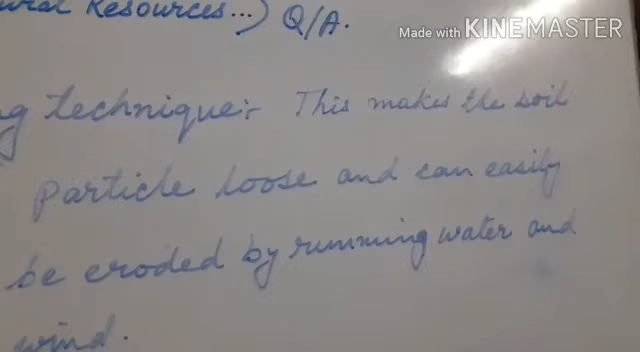 ural Resources...) Q/A.
Made with KINEMASTER
g technique:- This makes the soil
Particle loose and can easily
be eroded by running water and
wind.